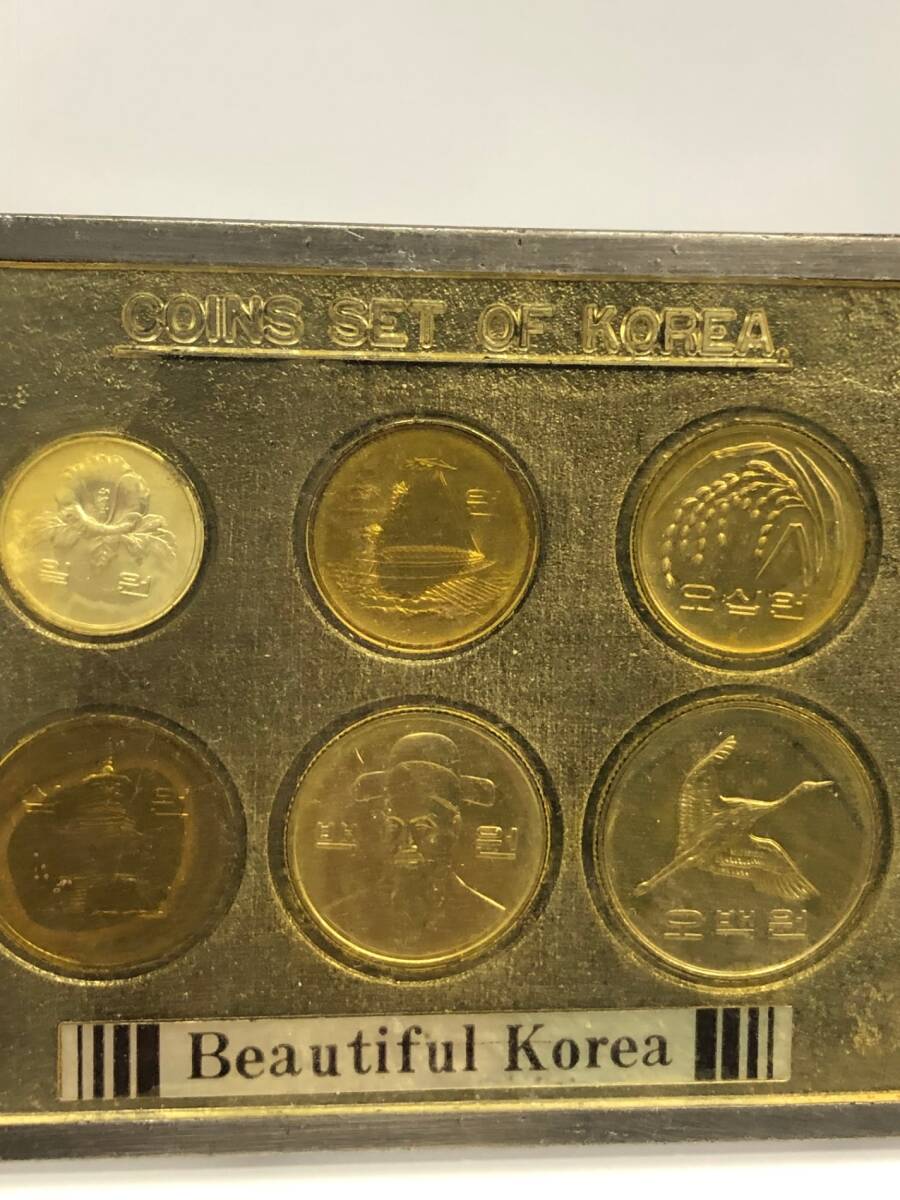 COINS SET OF KOREA
일 원
오 원
오십원
십 원
백 원
오백원
Beautiful Korea